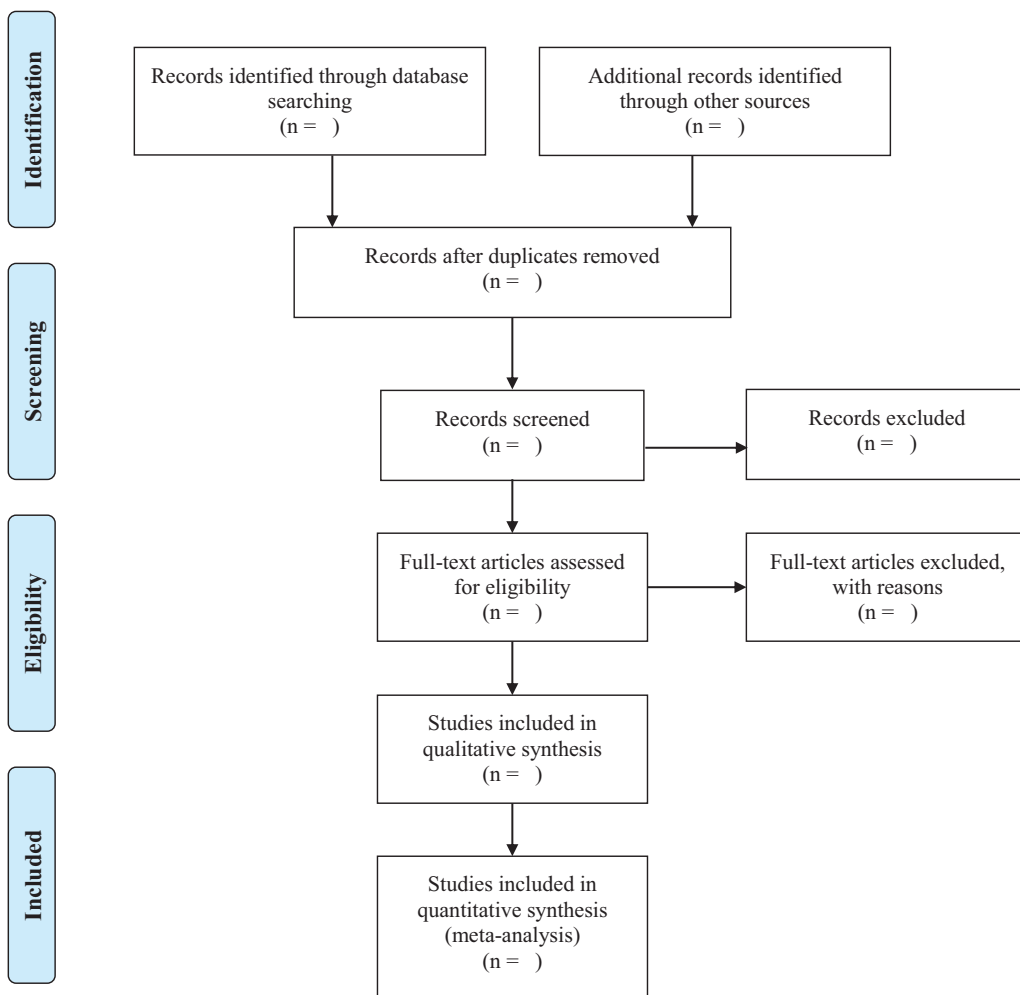 Identification
Records identified through database
searching
(n =   )
Additional records identified
through other sources
(n =   )
Records after duplicates removed
(n =   )
Screening
Records screened
(n =   )
Records excluded
(n =   )
Eligibility
Full-text articles assessed
for eligibility
(n =   )
Full-text articles excluded,
with reasons
(n =   )
Studies included in
qualitative synthesis
(n =   )
Included
Studies included in
quantitative synthesis
(meta-analysis)
(n =   )